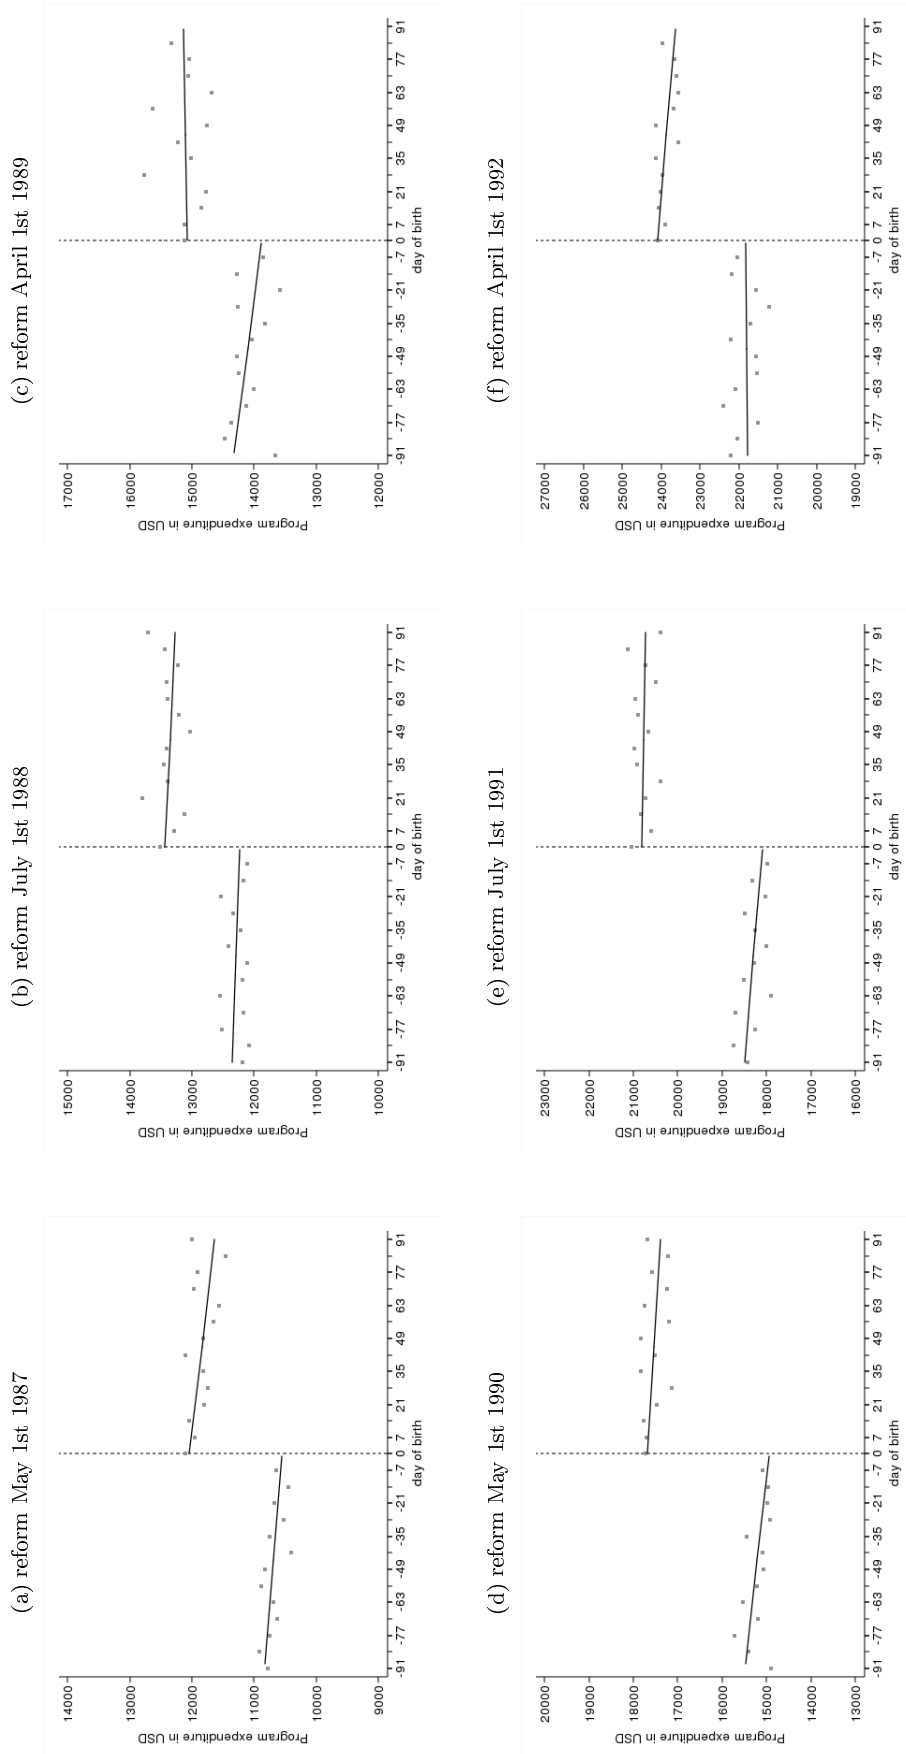 (a) reform May 1st 1987
Program expenditure in USD
14000
13000
12000
11000
10000
9000
-91 -77 -63 -49 -35 -21 -7 0 7 21 35 49 63 77 91
day of birth
(b) reform July 1st 1988
Program expenditure in USD
15000
14000
13000
12000
11000
10000
-91 -77 -63 -49 -35 -21 -7 0 7 21 35 49 63 77 91
day of birth
(c) reform April 1st 1989
Program expenditure in USD
17000
16000
15000
14000
13000
12000
-91 -77 -63 -49 -35 -21 -7 0 7 21 35 49 63 77 91
day of birth
(d) reform May 1st 1990
Program expenditure in USD
20000
19000
18000
17000
16000
15000
14000
13000
-91 -77 -63 -49 -35 -21 -7 0 7 21 35 49 63 77 91
day of birth
(e) reform July 1st 1991
Program expenditure in USD
23000
22000
21000
20000
19000
18000
17000
16000
-91 -77 -63 -49 -35 -21 -7 0 7 21 35 49 63 77 91
day of birth
(f) reform April 1st 1992
Program expenditure in USD
27000
26000
25000
24000
23000
22000
21000
20000
19000
-91 -77 -63 -49 -35 -21 -7 0 7 21 35 49 63 77 91
day of birth